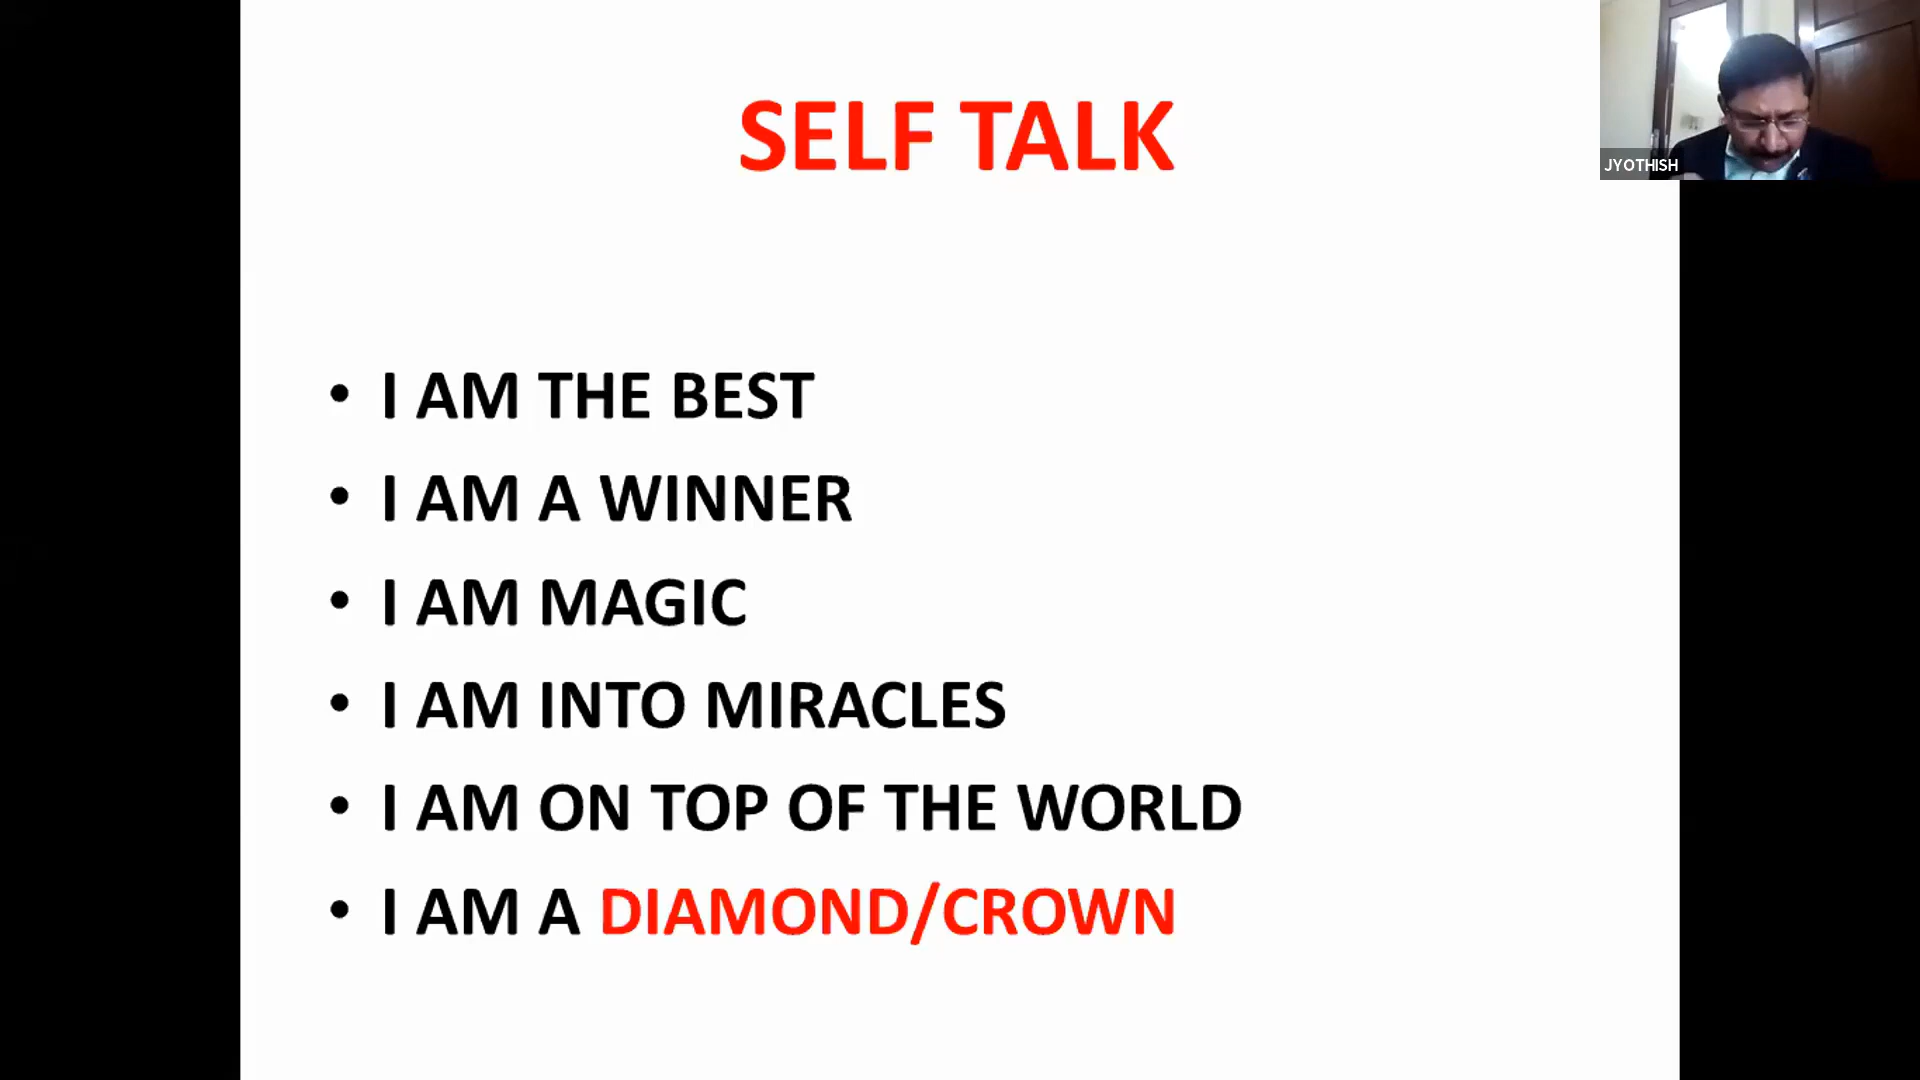 SELF TALK
JYOTHISH
• I AM THE BEST
• I AM A WINNER
• I AM MAGIC
• I AM INTO MIRACLES
• I AM ON TOP OF THE WORLD
• I AM A DIAMOND/CROWN